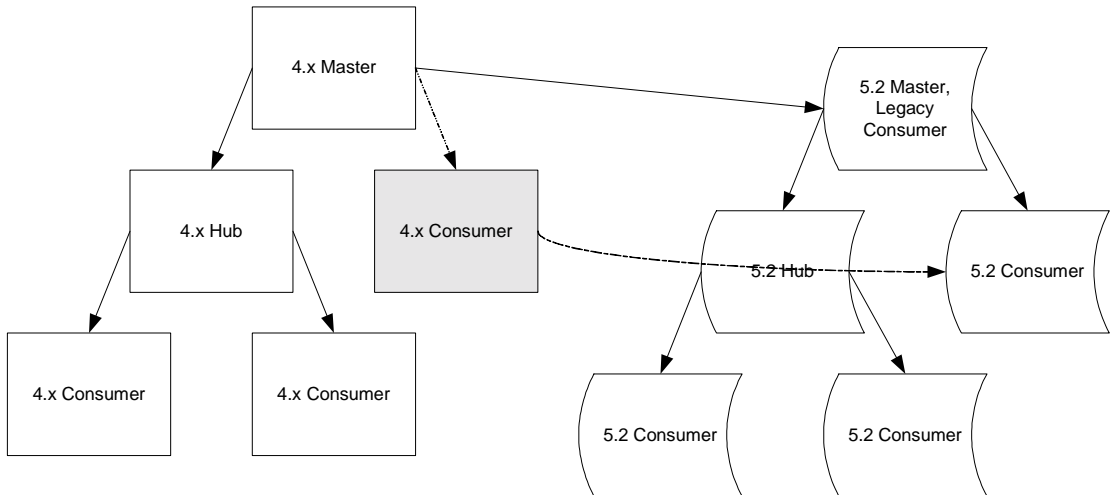 4.x Master
5.2 Master,
Legacy
Consumer
4.x Hub
4.x Consumer
5.2 Hub
5.2 Consumer
4.x Consumer
4.x Consumer
5.2 Consumer
5.2 Consumer